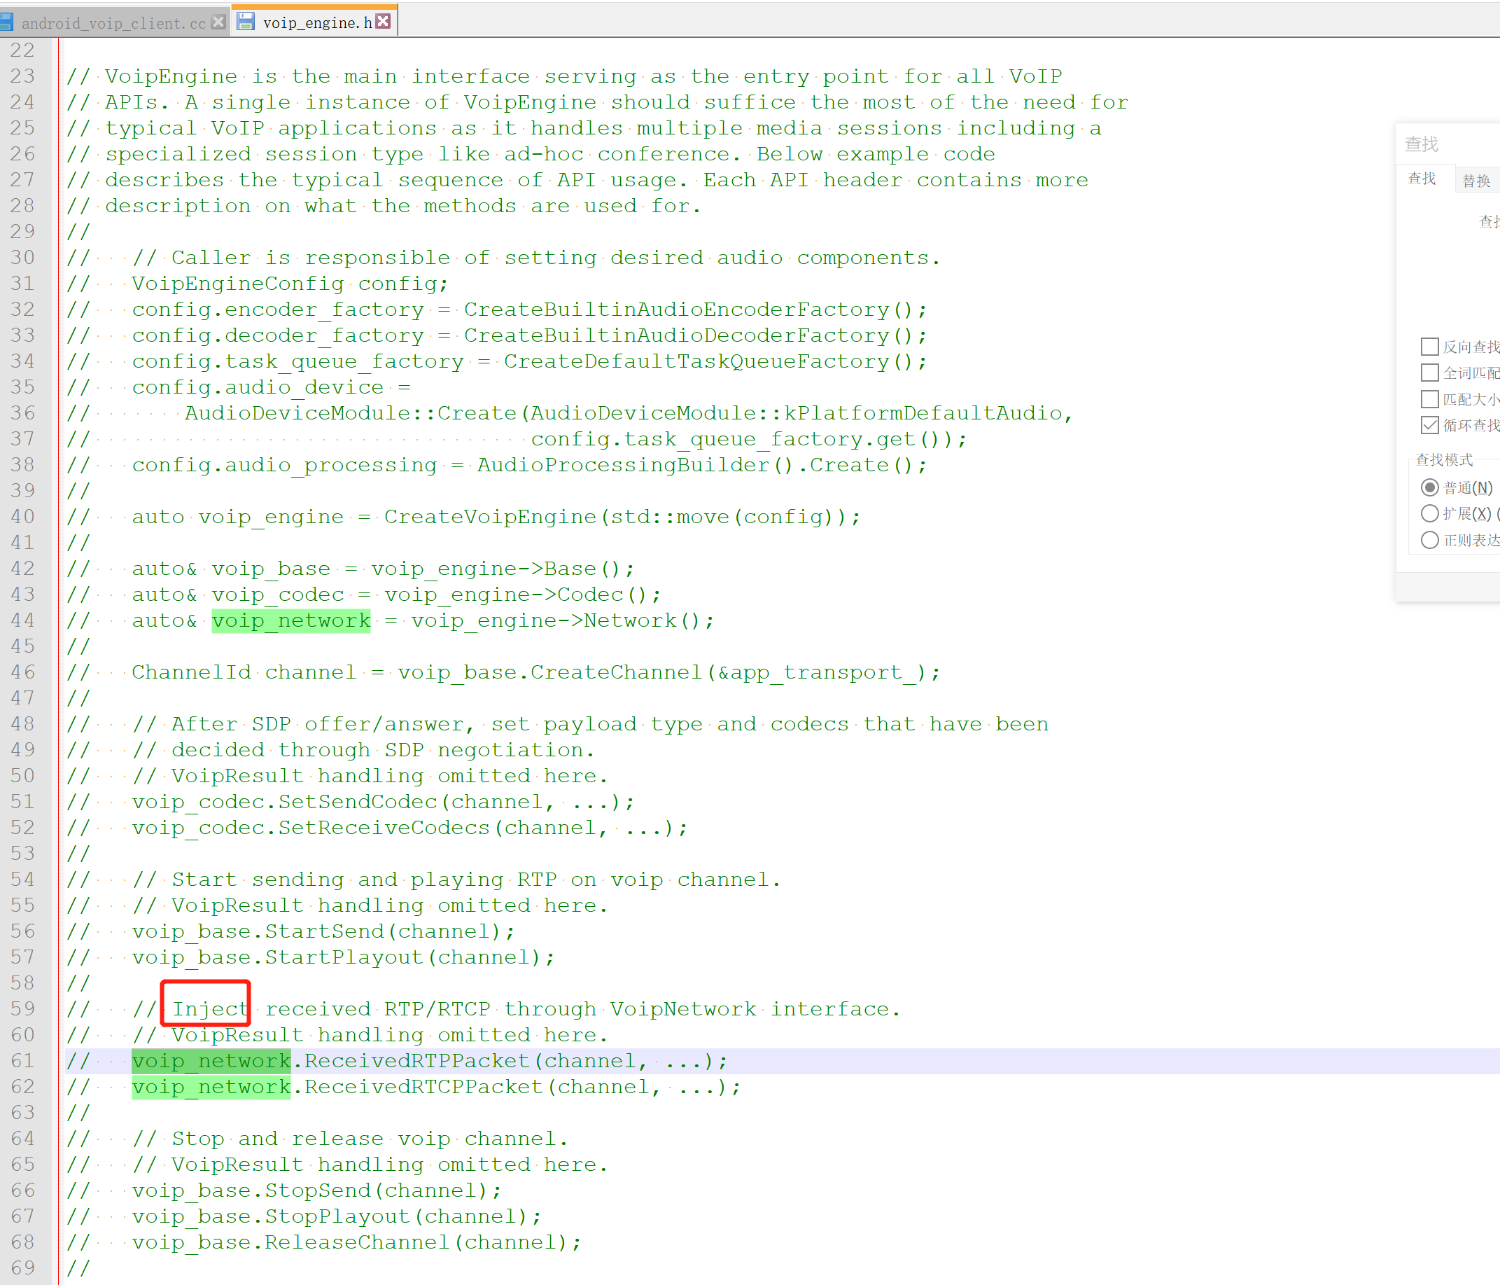 android_voip_client.cc
voip_engine.h
22
23 // VoipEngine is the main interface serving as the entry point for all VoIP
24 // APIs. A single instance of VoipEngine should suffice the most of the need for
25 // typical VoIP applications as it handles multiple media sessions including a
26 // specialized session type like ad-hoc conference. Below example code
27 // describes the typical sequence of API usage. Each API header contains more
28 // description on what the methods are used for.
29 //
30 // // Caller is responsible of setting desired audio components.
31 // VoipEngineConfig config;
32 // config.encoder_factory = CreateBuiltinAudioEncoderFactory();
33 // config.decoder_factory = CreateBuiltinAudioDecoderFactory();
34 // config.task_queue_factory = CreateDefaultTaskQueueFactory();
35 // config.audio_device =
36 // AudioDeviceModule::Create(AudioDeviceModule::kPlatformDefaultAudio,
37 // config.task_queue_factory.get());
38 // config.audio_processing = AudioProcessingBuilder().Create();
39 //
40 // auto voip_engine = CreateVoipEngine(std::move(config));
41 //
42 // auto& voip_base = voip_engine->Base();
43 // auto& voip_codec = voip_engine->Codec();
44 // auto& voip_network = voip_engine->Network();
45 //
46 // ChannelId channel = voip_base.CreateChannel(&app_transport_);
47 //
48 // // After SDP offer/answer, set payload type and codecs that have been
49 // // decided through SDP negotiation.
50 // // VoipResult handling omitted here.
51 // voip_codec.SetSendCodec(channel, ...);
52 // voip_codec.SetReceiveCodecs(channel, ...);
53 //
54 // // Start sending and playing RTP on voip channel.
55 // // VoipResult handling omitted here.
56 // voip_base.StartSend(channel);
57 // voip_base.StartPlayout(channel);
58 //
59 // // Inject received RTP/RTCP through VoipNetwork interface.
60 // // VoipResult handling omitted here.
61 // voip_network.ReceivedRTPPacket(channel, ...);
62 // voip_network.ReceivedRTCPPacket(channel, ...);
63 //
64 // // Stop and release voip channel.
65 // // VoipResult handling omitted here.
66 // voip_base.StopSend(channel);
67 // voip_base.StopPlayout(channel);
68 // voip_base.ReleaseChannel(channel);
69 //
查找
查找 替换
查找
反向查找
全词匹配
匹配大小
循环查找
查找模式
普通(N)
扩展(X) (
正则表达